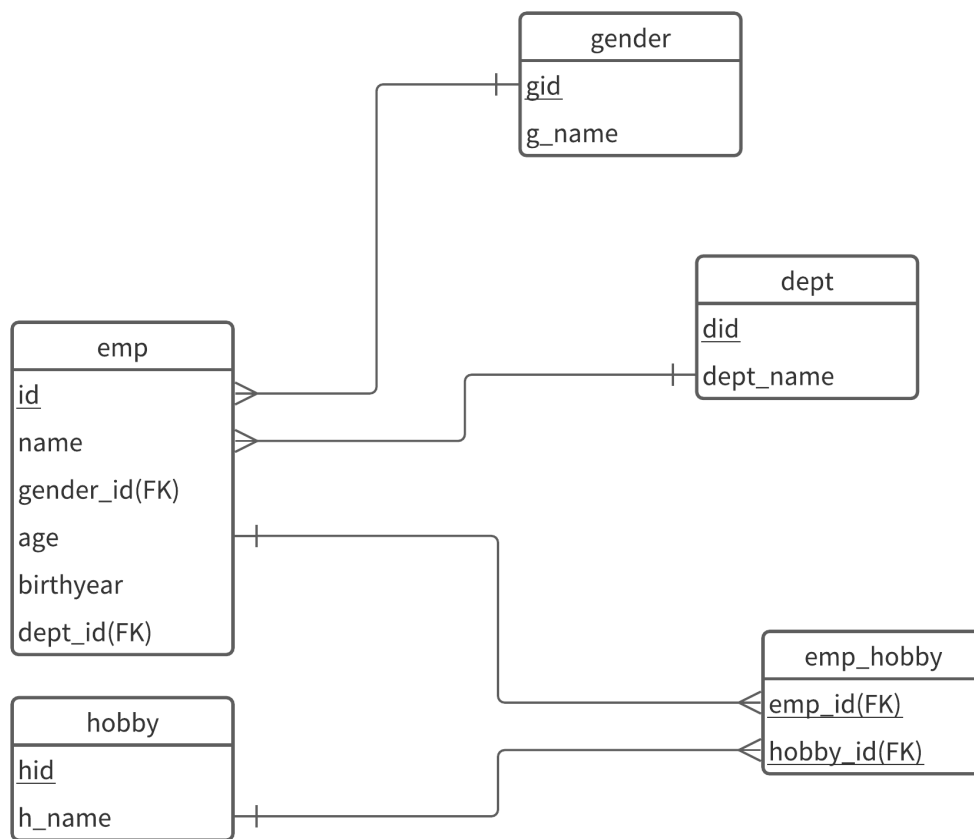 gender
gid
g_name
dept
did
dept_name
emp
id
name
gender_id(FK)
age
birthyear
dept_id(FK)
emp_hobby
emp_id(FK)
hobby_id(FK)
hobby
hid
h_name